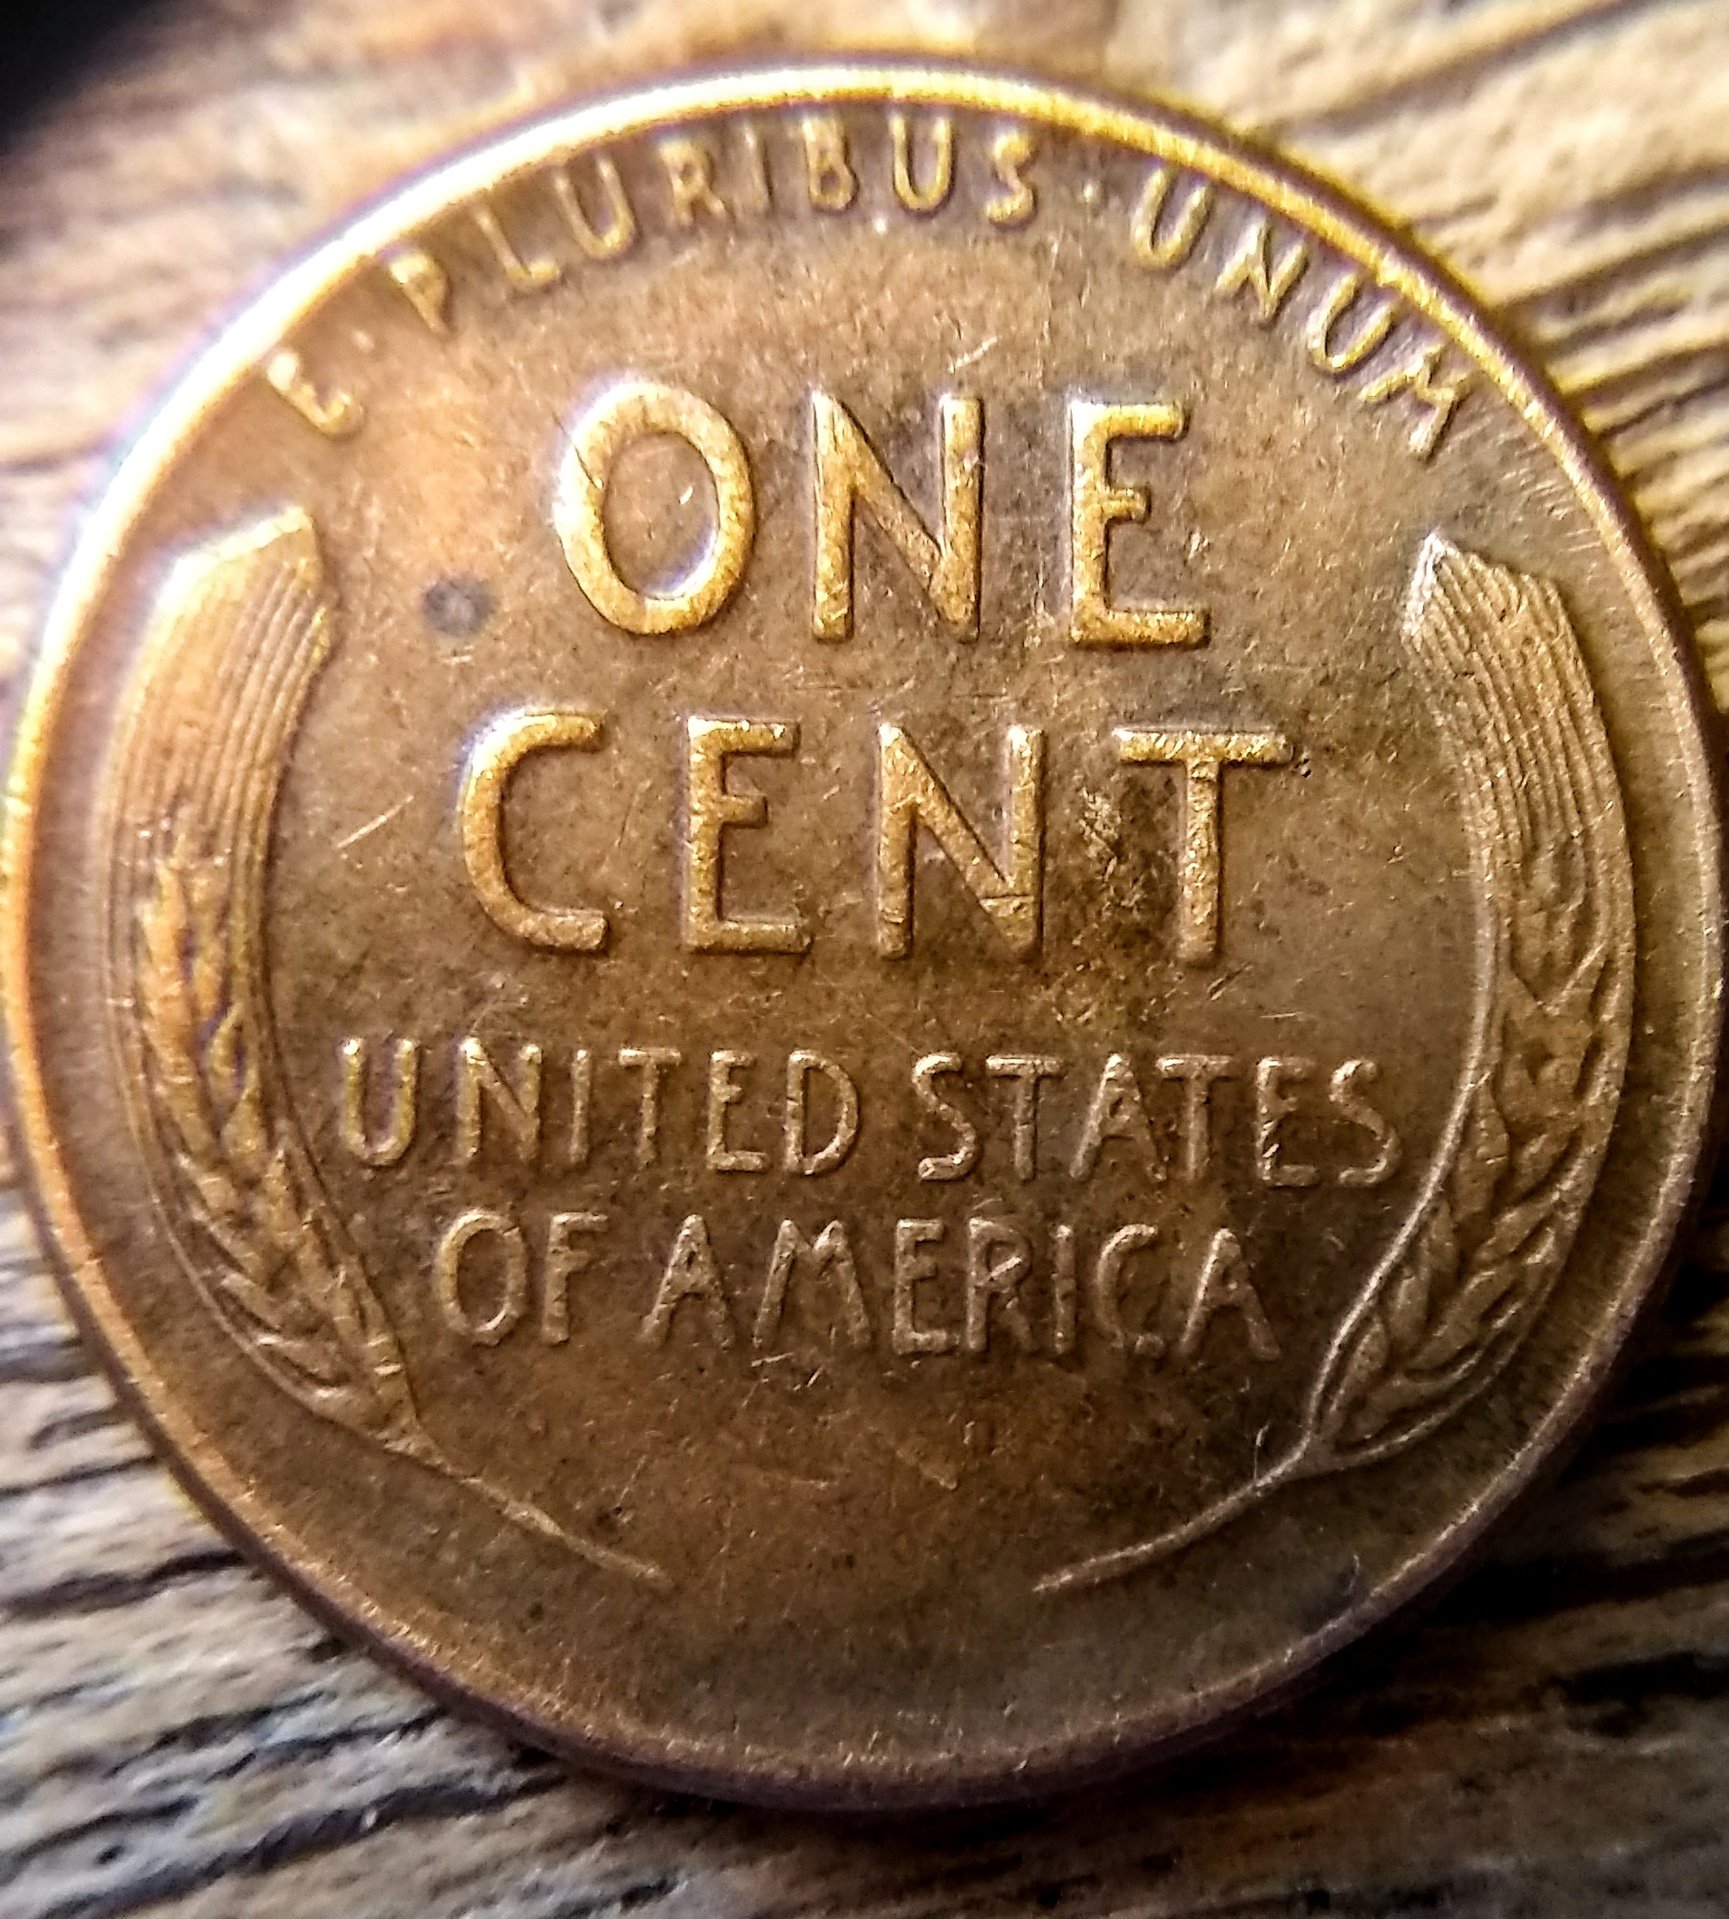 E PLURIBUS · UNUM
ONE
CENT
UNITED STATES
OF AMERICA